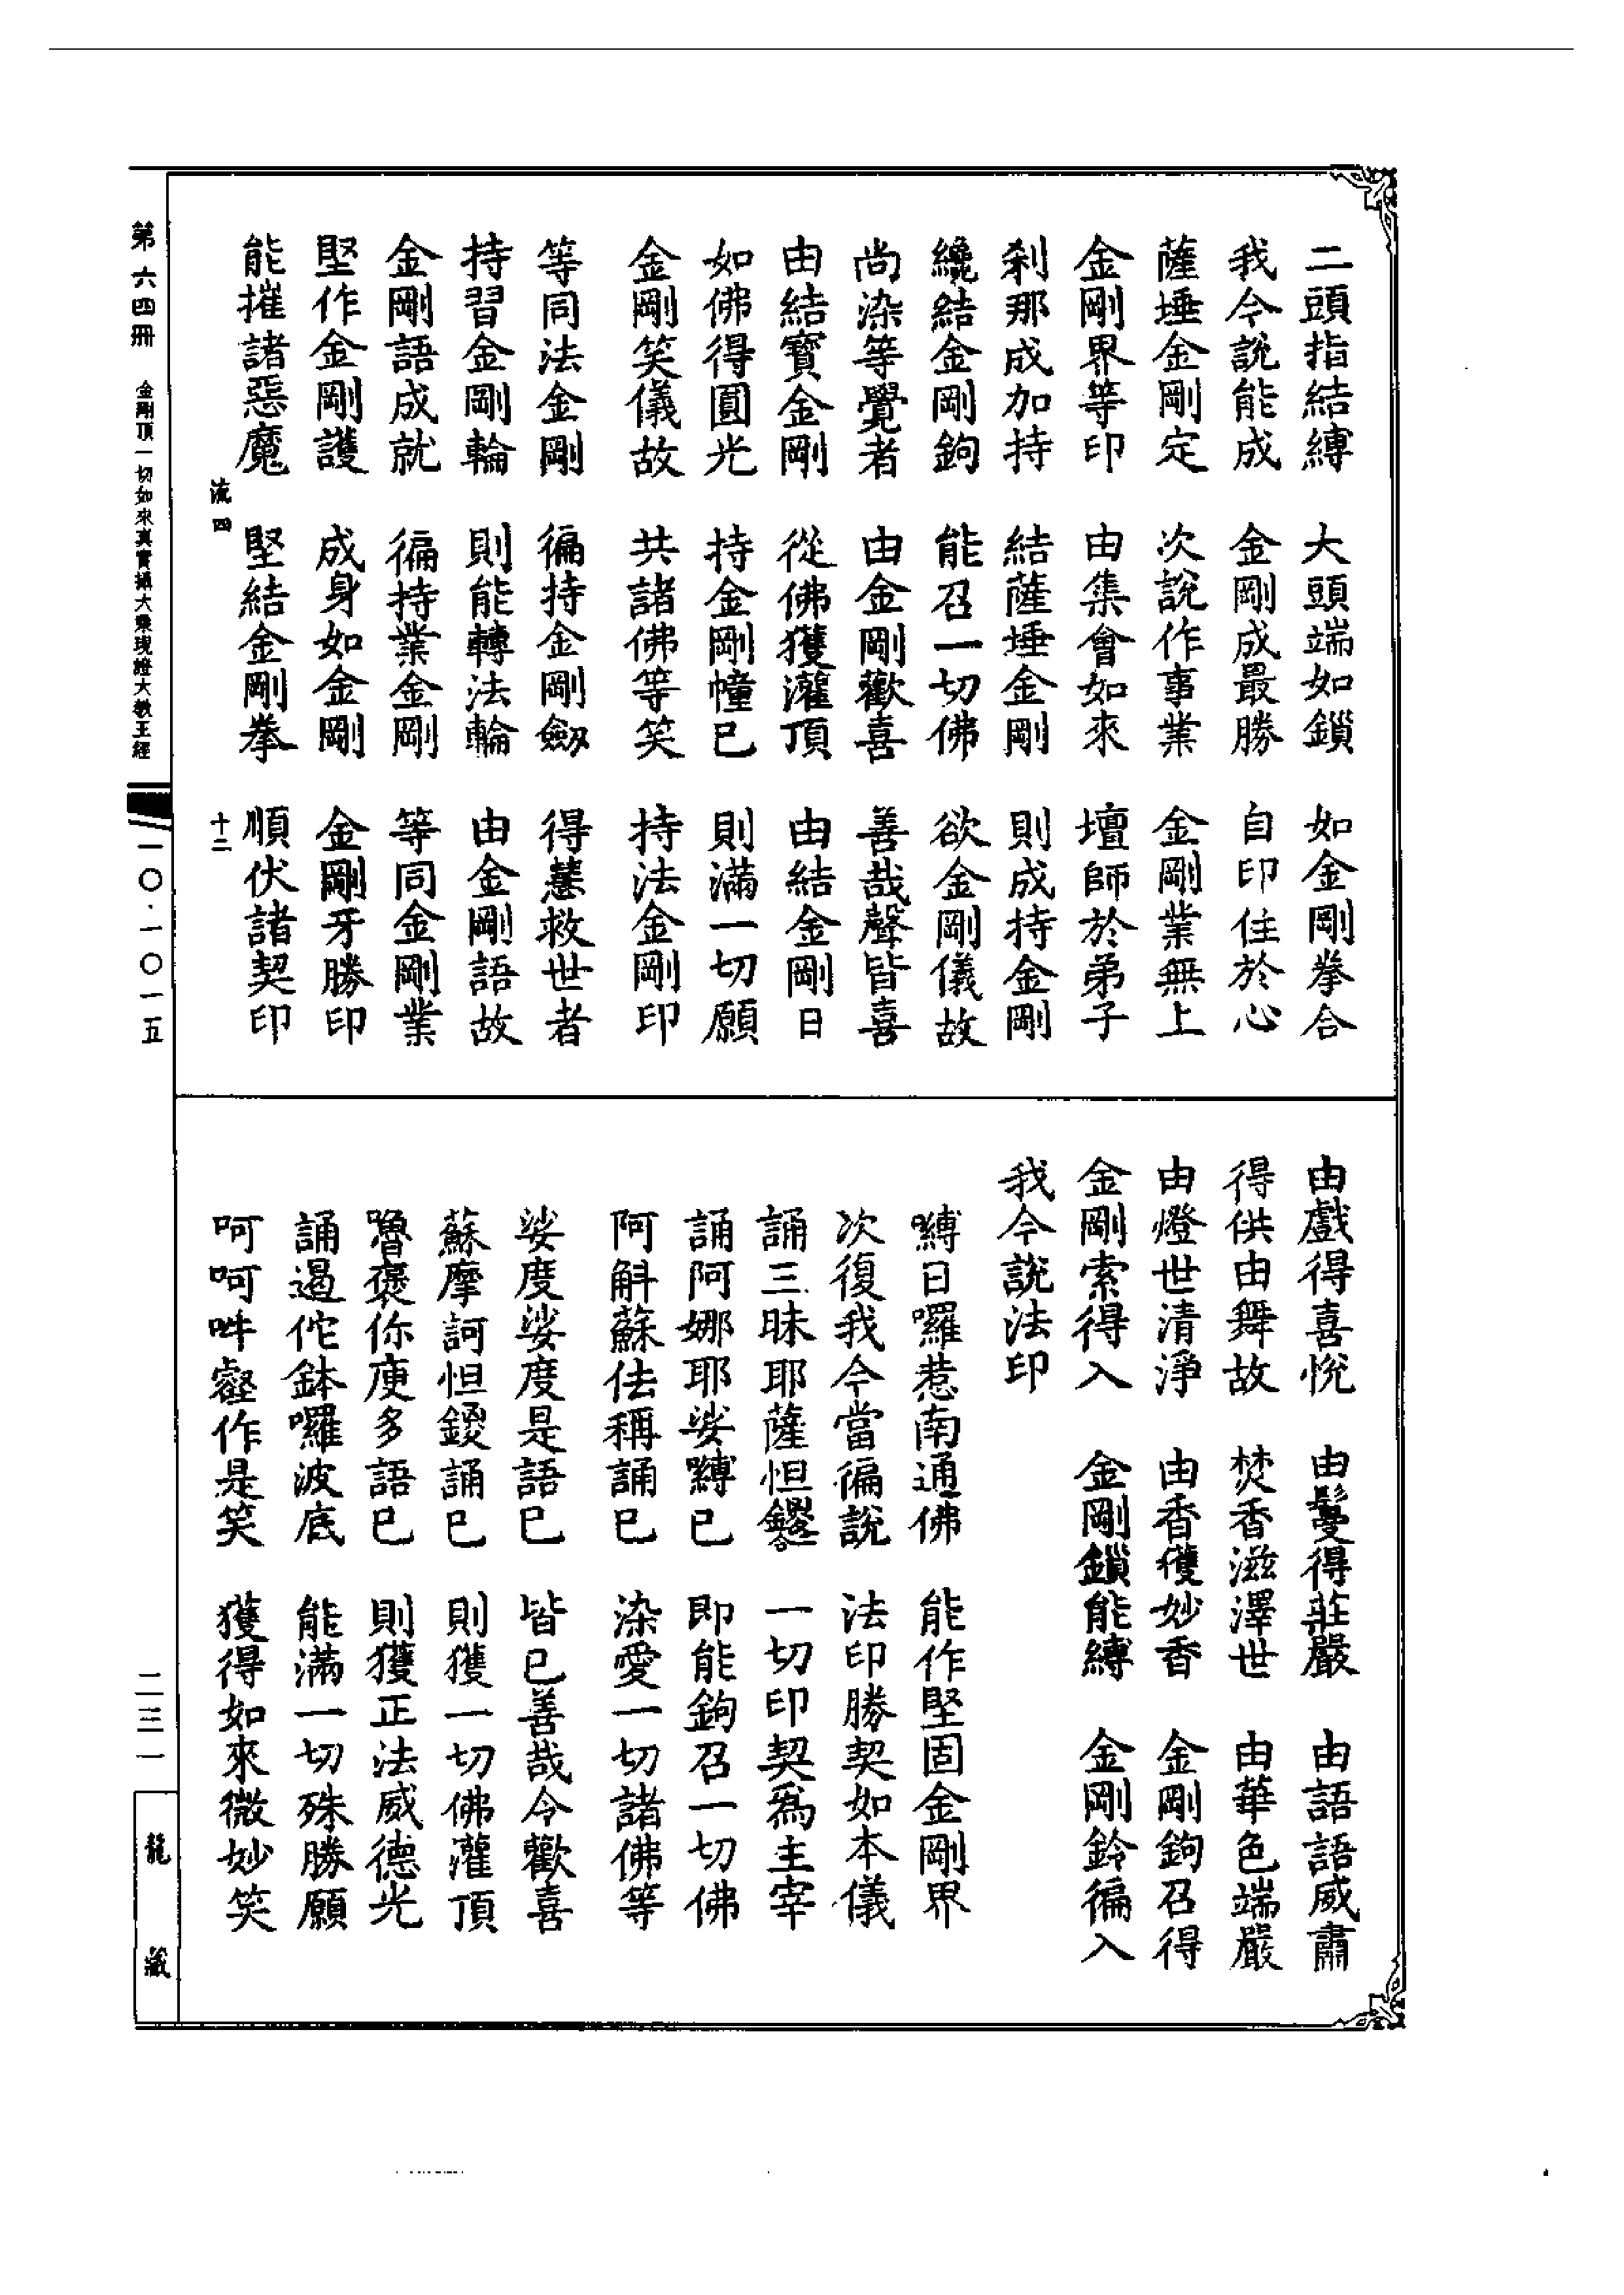 二頭指結縛　大頭端如鎖　如金剛拳合
我今說能成　金剛成最勝　自印住於心
薩埵金剛定　次說作事業　金剛業無上
金剛界等印　由集會如來　壇師於弟子
剎那成加持　結薩埵金剛　則成持金剛
纔結金剛鉤　能召一切佛　欲金剛儀故
尚染等覺者　由金剛歡喜　善哉聲皆喜
由結寶金剛　從佛獲灌頂　由結金剛日
如佛得圓光　持金剛幢已　則滿一切願
金剛笑儀故　共諸佛等笑　持法金剛印
等同法金剛　徧持金剛劒　得慧救世者
持習金剛輪　則能轉法輪　由金剛語故
金剛語成就　徧持業金剛　等同金剛業
堅作金剛護　成身如金剛　金剛牙勝印
能摧諸惡魔　堅結金剛拳　順伏諸契印
流四　十二
由戲得喜悅　由鬘得莊嚴　由語語威肅
得供由舞故　焚香滋澤世　由華色端嚴
由燈世清淨　由香獲妙香　金剛鉤召得
金剛索得入　金剛鎖能縛　金剛鈴徧入
我今說法印
嚩日囉惹南通佛　能作堅固金剛界
次復我今當徧說　法印勝契如本儀
誦三昧耶薩怛鑁　一切印契爲主宰
誦阿娜耶娑嚩已　即能鉤召一切佛
阿斛蘇佉稱誦已　染愛一切諸佛等
娑度娑度是語已　皆已善哉令歡喜
蘇摩訶怛鑁誦已　則獲一切佛灌頂
嚕褒你庾多語已　則獲正法威德光
誦遏佗鉢囉波底　能滿一切殊勝願
呵呵吽壑作是笑　獲得如來微妙笑
第六四冊　金剛頂一切如來真實攝大乘現證大教王經　一〇·一〇一五　二三一　龍藏